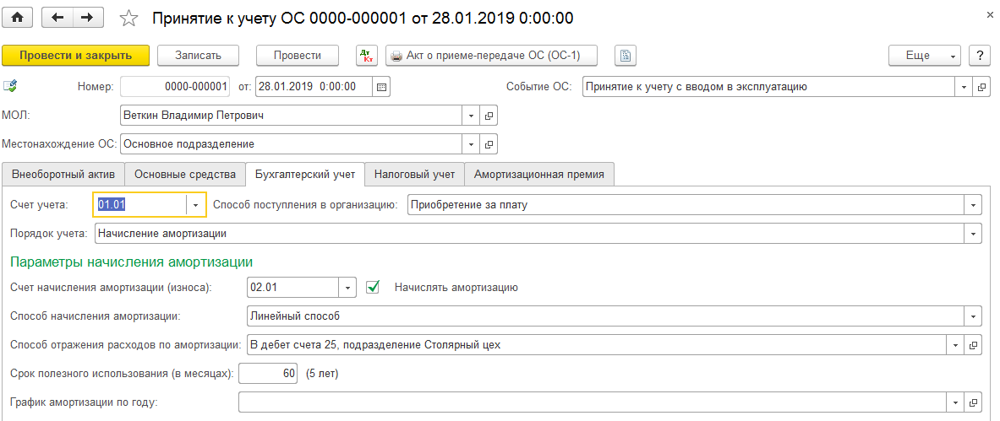 Принятие к учету ОС 0000-000001 от 28.01.2019 0:00:00
Провести и закрыть Записать Провести Дт Кт Акт о приеме-передаче ОС (ОС-1) Еще ?
Номер: 0000-000001 от: 28.01.2019 0:00:00 Событие ОС: Принятие к учету с вводом в эксплуатацию
МОЛ: Веткин Владимир Петрович
Местонахождение ОС: Основное подразделение
Внеоборотный актив Основные средства Бухгалтерский учет Налоговый учет Амортизационная премия
Счет учета: 01.01 Способ поступления в организацию: Приобретение за плату
Порядок учета: Начисление амортизации
Параметры начисления амортизации
Счет начисления амортизации (износа): 02.01 Начислять амортизацию
Способ начисления амортизации: Линейный способ
Способ отражения расходов по амортизации: В дебет счета 25, подразделение Столярный цех
Срок полезного использования (в месяцах): 60 (5 лет)
График амортизации по году: